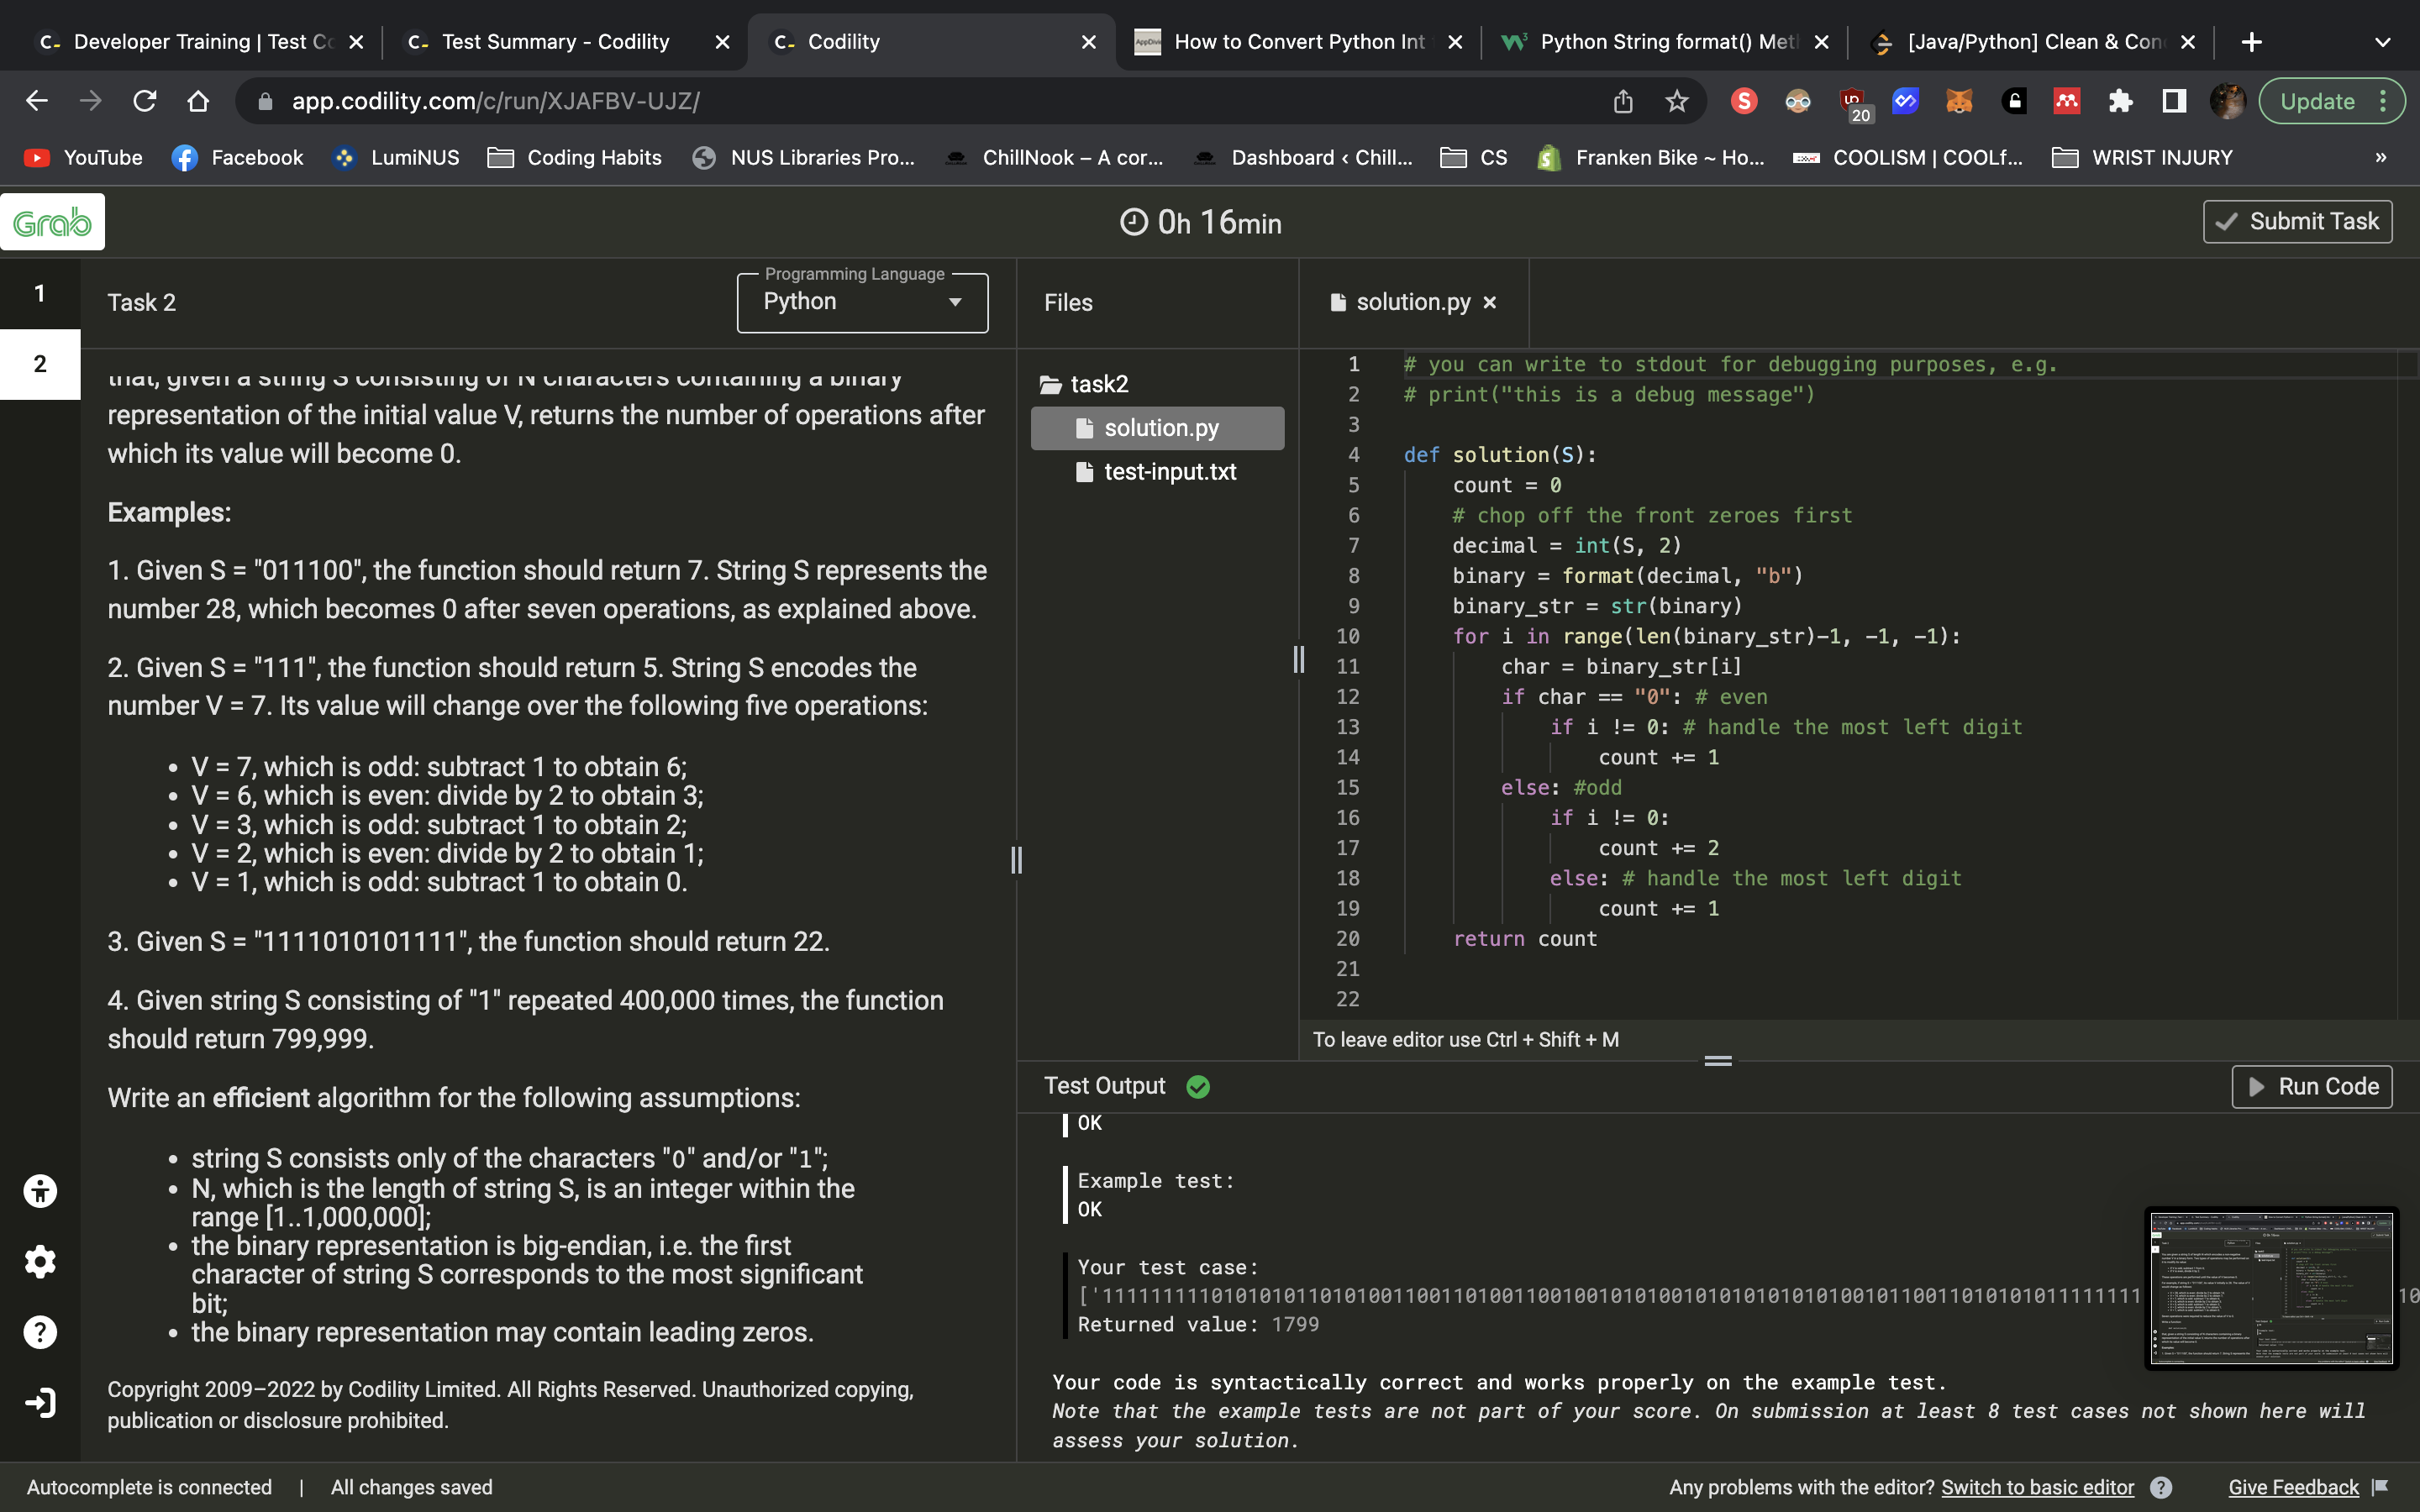 Developer Training | Test Co
Test Summary - Codility
Codility
How to Convert Python Int
Python String format() Met
[Java/Python] Clean & Con
app.codility.com/c/run/XJAFBV-UJZ/
20
Update
YouTube
Facebook
LumiNUS
Coding Habits
NUS Libraries Pro...
ChillNook – A cor...
Dashboard ‹ Chill...
CS
Franken Bike ~ Ho...
COOLISM | COOLf...
WRIST INJURY
»
Grab
0h 16min
Submit Task
1
2
Task 2
Programming Language
Python
that, given a string S consisting of N characters containing a binary
representation of the initial value V, returns the number of operations after
which its value will become 0.
Examples:
1. Given S = "011100", the function should return 7. String S represents the
number 28, which becomes 0 after seven operations, as explained above.
2. Given S = "111", the function should return 5. String S encodes the
number V = 7. Its value will change over the following five operations:
• V = 7, which is odd: subtract 1 to obtain 6;
• V = 6, which is even: divide by 2 to obtain 3;
• V = 3, which is odd: subtract 1 to obtain 2;
• V = 2, which is even: divide by 2 to obtain 1;
• V = 1, which is odd: subtract 1 to obtain 0.
3. Given S = "1111010101111", the function should return 22.
4. Given string S consisting of "1" repeated 400,000 times, the function
should return 799,999.
Write an efficient algorithm for the following assumptions:
• string S consists only of the characters "0" and/or "1";
• N, which is the length of string S, is an integer within the
range [1..1,000,000];
• the binary representation is big-endian, i.e. the first
character of string S corresponds to the most significant
bit;
• the binary representation may contain leading zeros.
Copyright 2009–2022 by Codility Limited. All Rights Reserved. Unauthorized copying,
publication or disclosure prohibited.
Files
task2
solution.py
test-input.txt
solution.py
1 # you can write to stdout for debugging purposes, e.g.
2 # print("this is a debug message")
3
4 def solution(S):
5 count = 0
6 # chop off the front zeroes first
7 decimal = int(S, 2)
8 binary = format(decimal, "b")
9 binary_str = str(binary)
10 for i in range(len(binary_str)-1, -1, -1):
11 char = binary_str[i]
12 if char == "0": # even
13 if i != 0: # handle the most left digit
14 count += 1
15 else: #odd
16 if i != 0:
17 count += 2
18 else: # handle the most left digit
19 count += 1
20 return count
21
22
To leave editor use Ctrl + Shift + M
Test Output
Run Code
OK
Example test:
OK
Your test case:
Returned value: 1799
Your code is syntactically correct and works properly on the example test.
Note that the example tests are not part of your score. On submission at least 8 test cases not shown here will
assess your solution.
Autocomplete is connected | All changes saved
Any problems with the editor? Switch to basic editor
Give Feedback